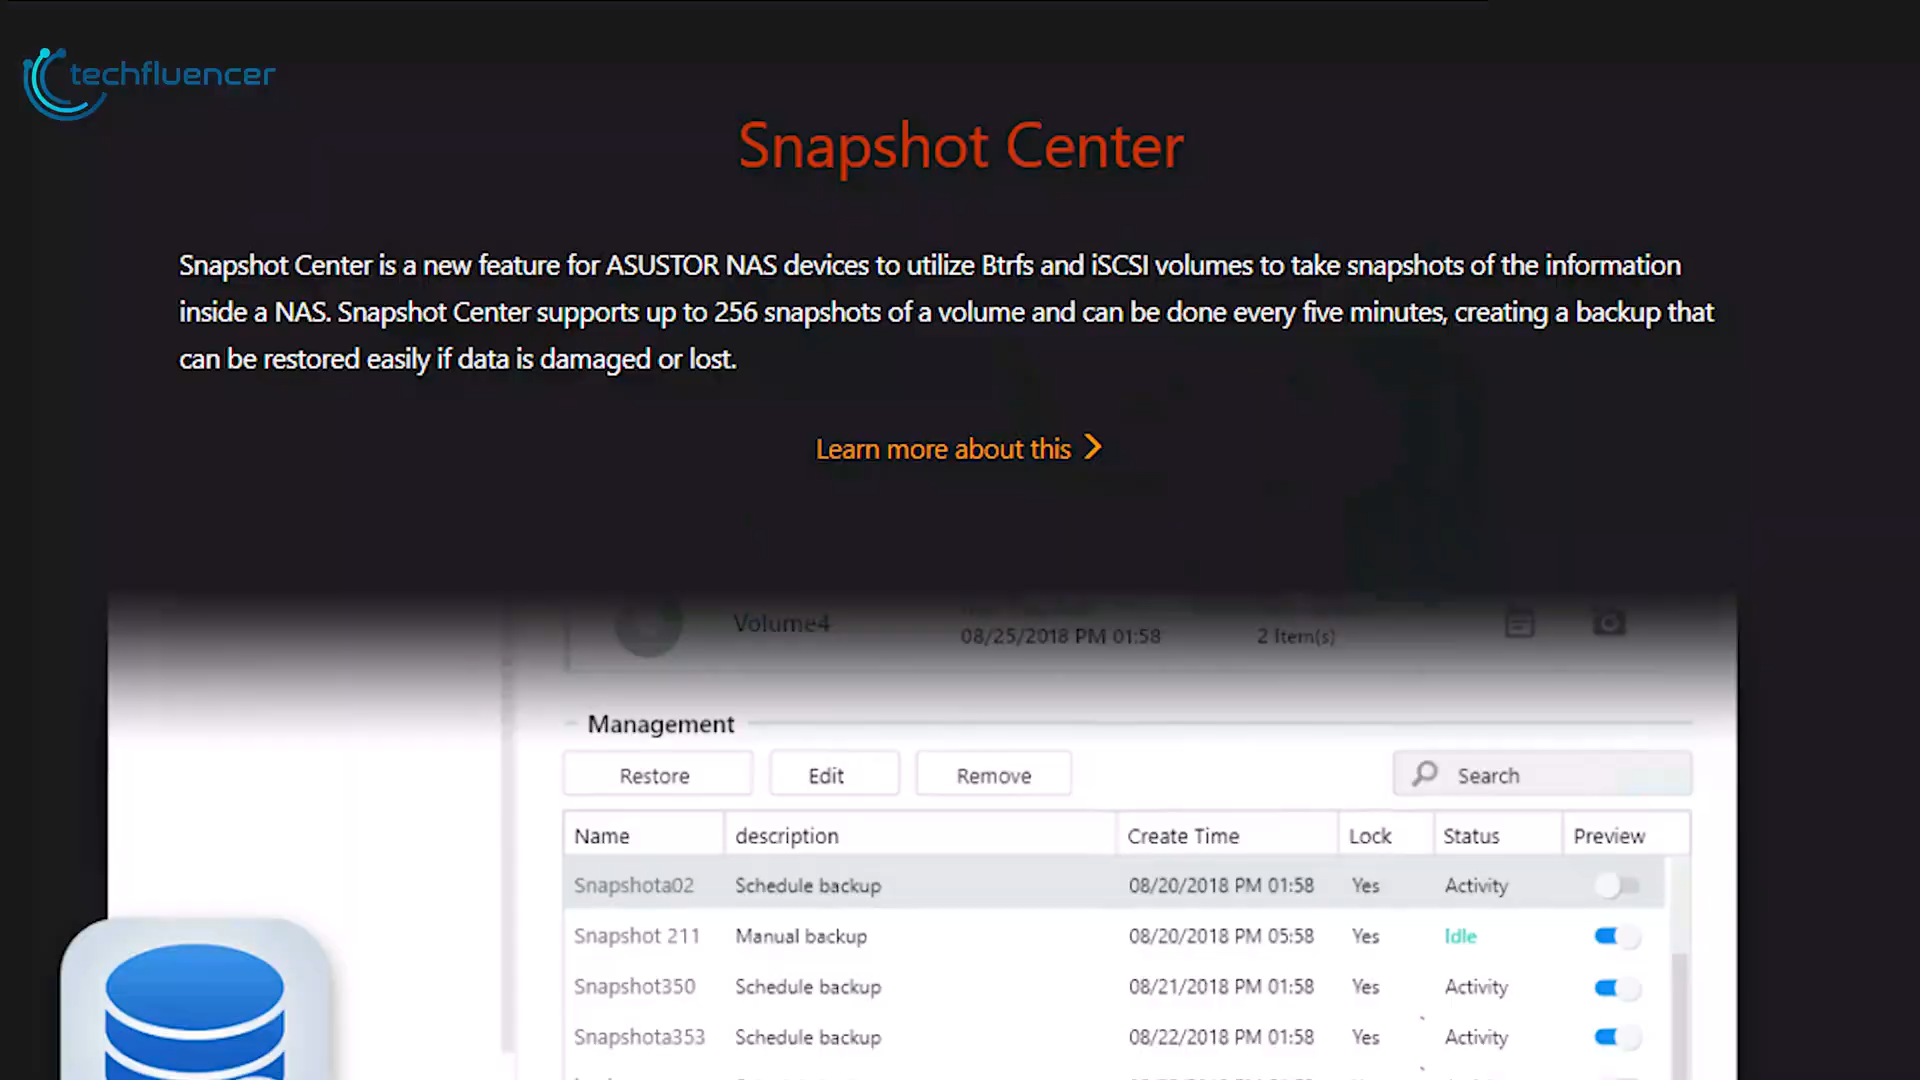 techfluencer
Snapshot Center
Snapshot Center is a new feature for ASUSTOR NAS devices to utilize Btrfs and iSCSI volumes to take snapshots of the information
inside a NAS. Snapshot Center supports up to 256 snapshots of a volume and can be done every five minutes, creating a backup that
can be restored easily if data is damaged or lost.
Learn more about this
Volume4 08/25/2018 PM 01:58 2 Item(s)
Management
Restore Edit Remove Search
Name description Create Time Lock Status Preview
Snapshota02 Schedule backup 08/20/2018 PM 01:58 Yes Activity
Snapshot 211 Manual backup 08/20/2018 PM 05:58 Yes Idle
Snapshot350 Schedule backup 08/21/2018 PM 01:58 Yes Activity
Snapshota353 Schedule backup 08/22/2018 PM 01:58 Yes Activity